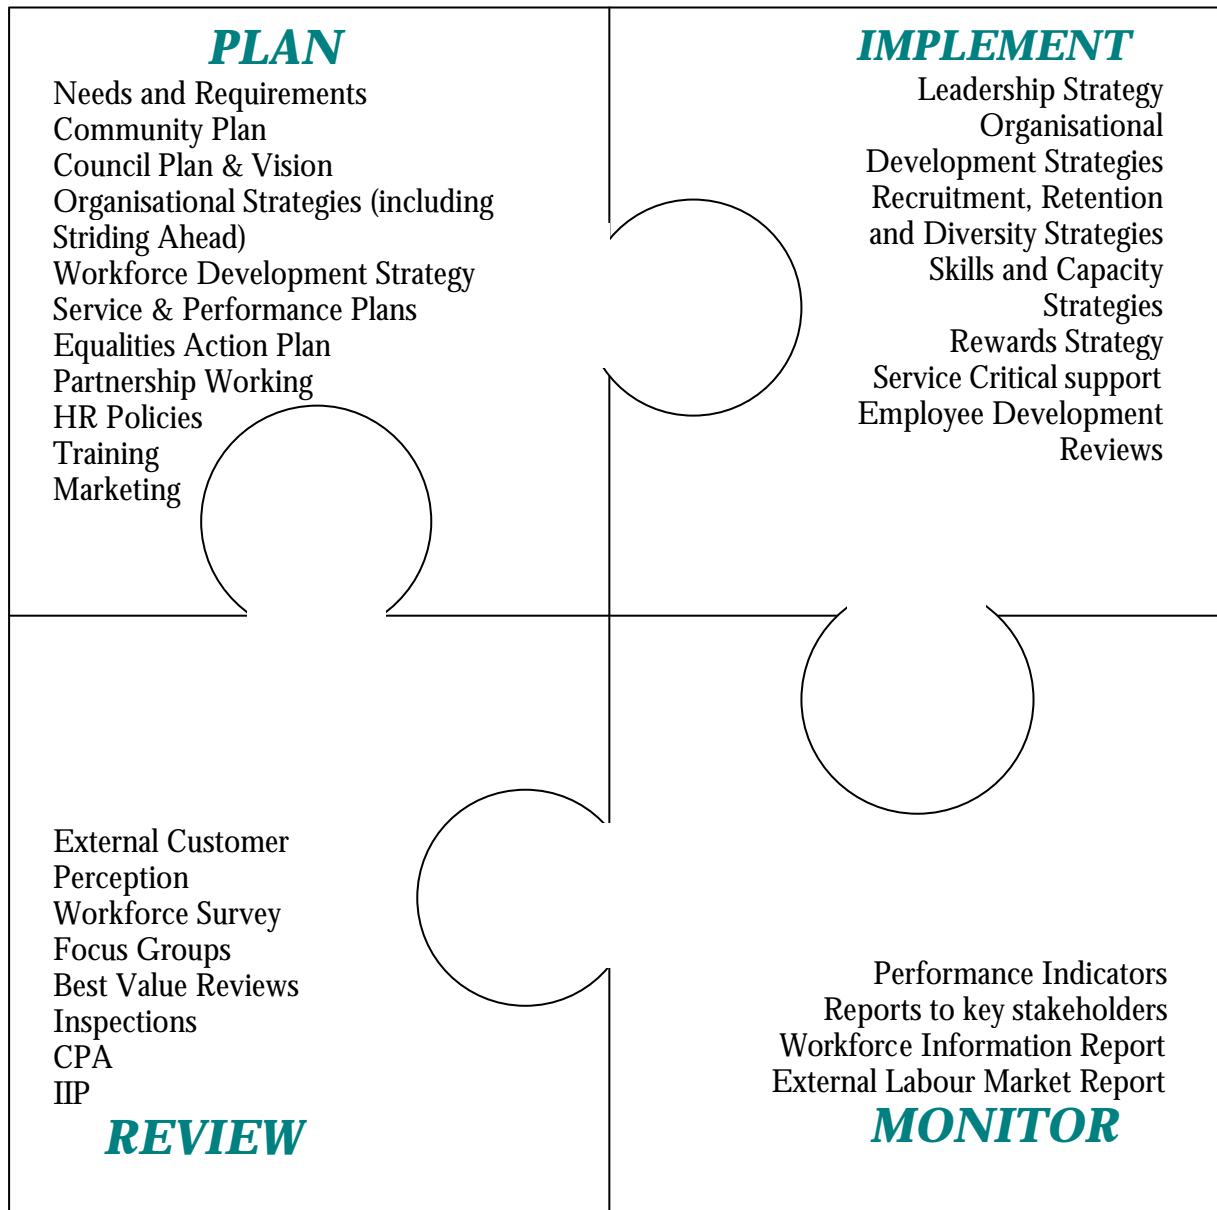 PLAN
Needs and Requirements
Community Plan
Council Plan & Vision
Organisational Strategies (including
Striding Ahead)
Workforce Development Strategy
Service & Performance Plans
Equalities Action Plan
Partnership Working
HR Policies
Training
Marketing
IMPLEMENT
Leadership Strategy
Organisational
Development Strategies
Recruitment, Retention
and Diversity Strategies
Skills and Capacity
Strategies
Rewards Strategy
Service Critical support
Employee Development
Reviews
External Customer
Perception
Workforce Survey
Focus Groups
Best Value Reviews
Inspections
CPA
IIP
REVIEW
Performance Indicators
Reports to key stakeholders
Workforce Information Report
External Labour Market Report
MONITOR